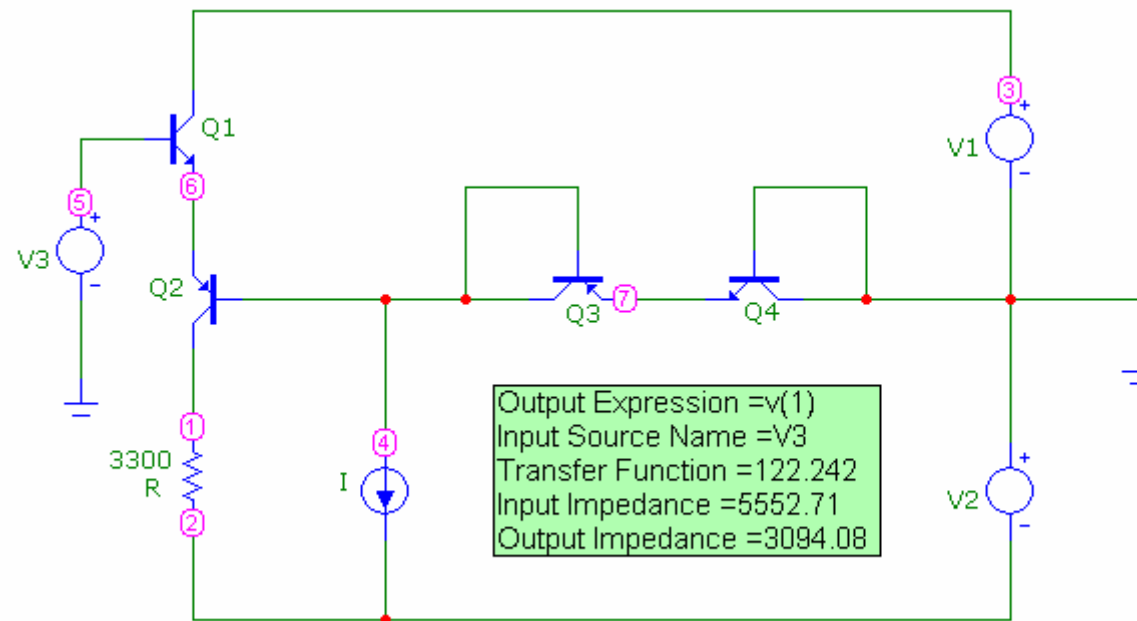 3
+
V1
-
Q1
5
+
V3
-
6
Q2
7
Q3
Q4
1
3300
R
2
4
I
+
V2
-
Output Expression =v(1)
Input Source Name =V3
Transfer Function =122.242
Input Impedance =5552.71
Output Impedance =3094.08